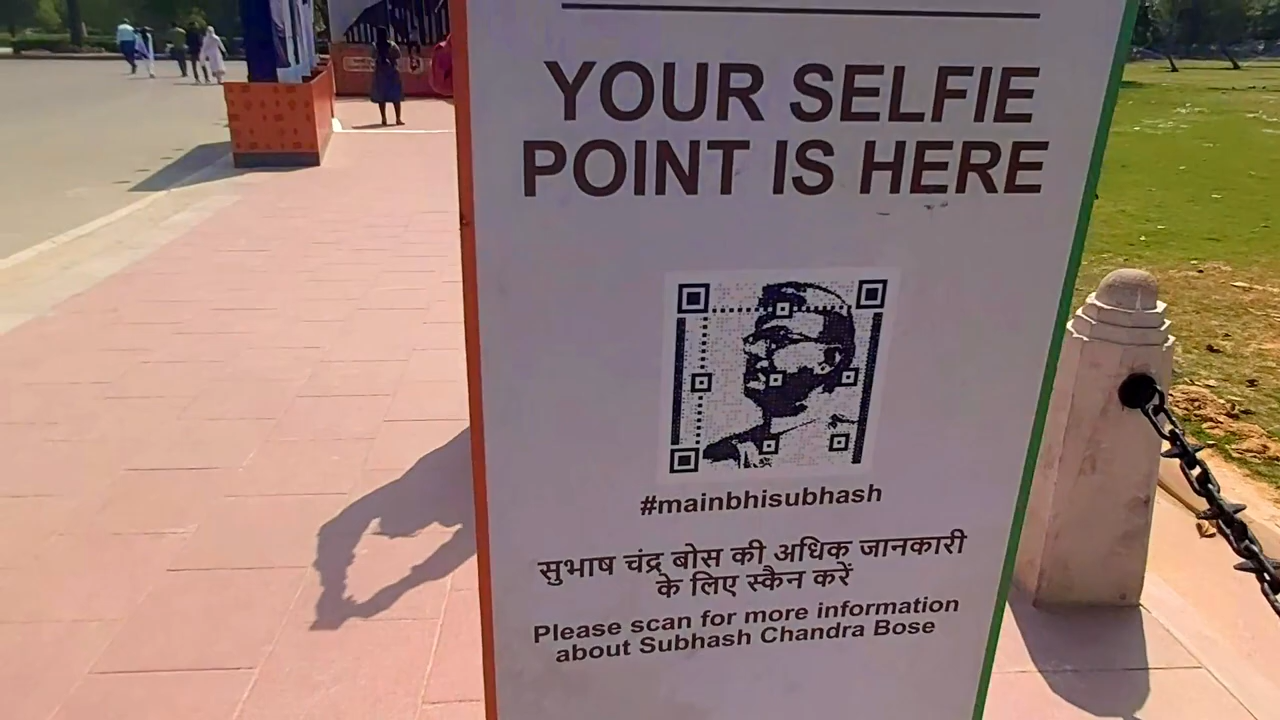 YOUR SELFIE
POINT IS HERE
#mainbhisubhash
सुभाष चंद्र बोस की अधिक जानकारी
के लिए स्कैन करें
Please scan for more information
about Subhash Chandra Bose